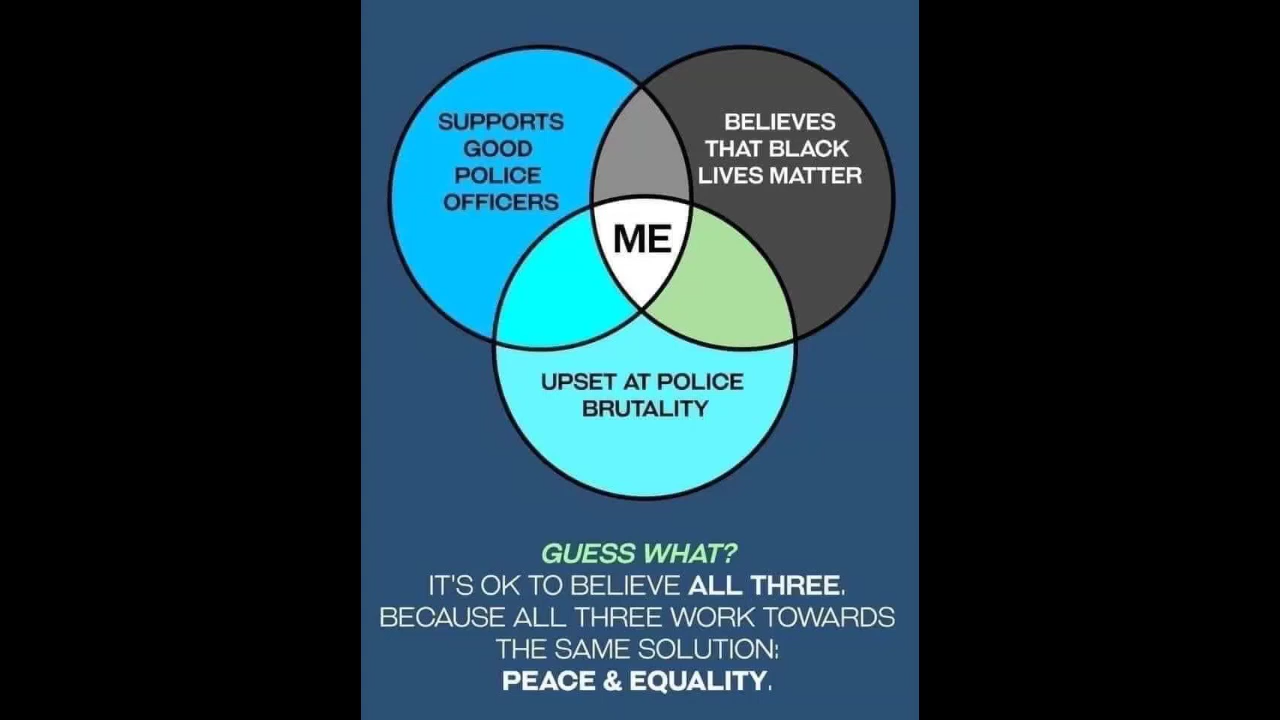 SUPPORTS
GOOD
POLICE
OFFICERS
BELIEVES
THAT BLACK
LIVES MATTER
ME
UPSET AT POLICE
BRUTALITY
GUESS WHAT?
IT'S OK TO BELIEVE ALL THREE.
BECAUSE ALL THREE WORK TOWARDS
THE SAME SOLUTION:
PEACE & EQUALITY.